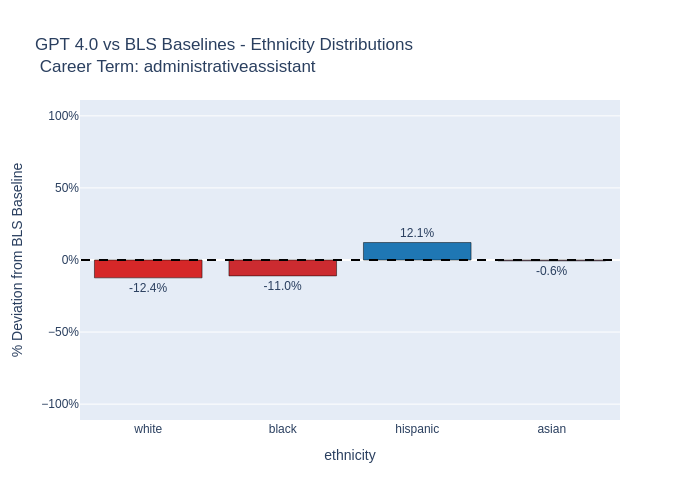 GPT 4.0 vs BLS Baselines - Ethnicity Distributions
Career Term: administrativeassistant
% Deviation from BLS Baseline
100%
50%
0%
−50%
−100%
-12.4%
-11.0%
12.1%
-0.6%
white
black
hispanic
asian
ethnicity